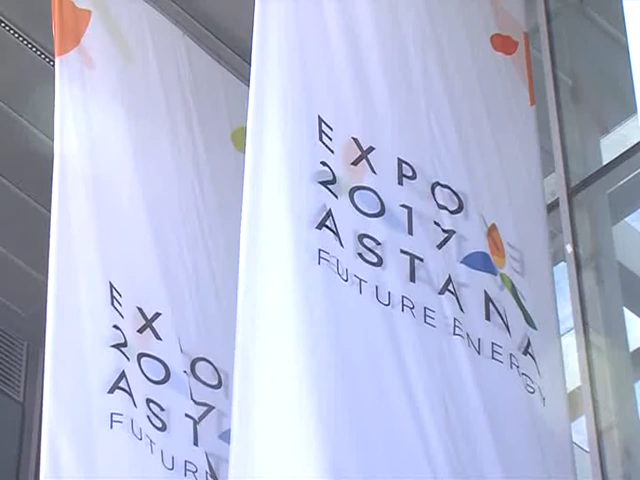 EXPO
2017
ASTANA
FUTURE ENERGY
EXPO
2017
AST
FUTUR